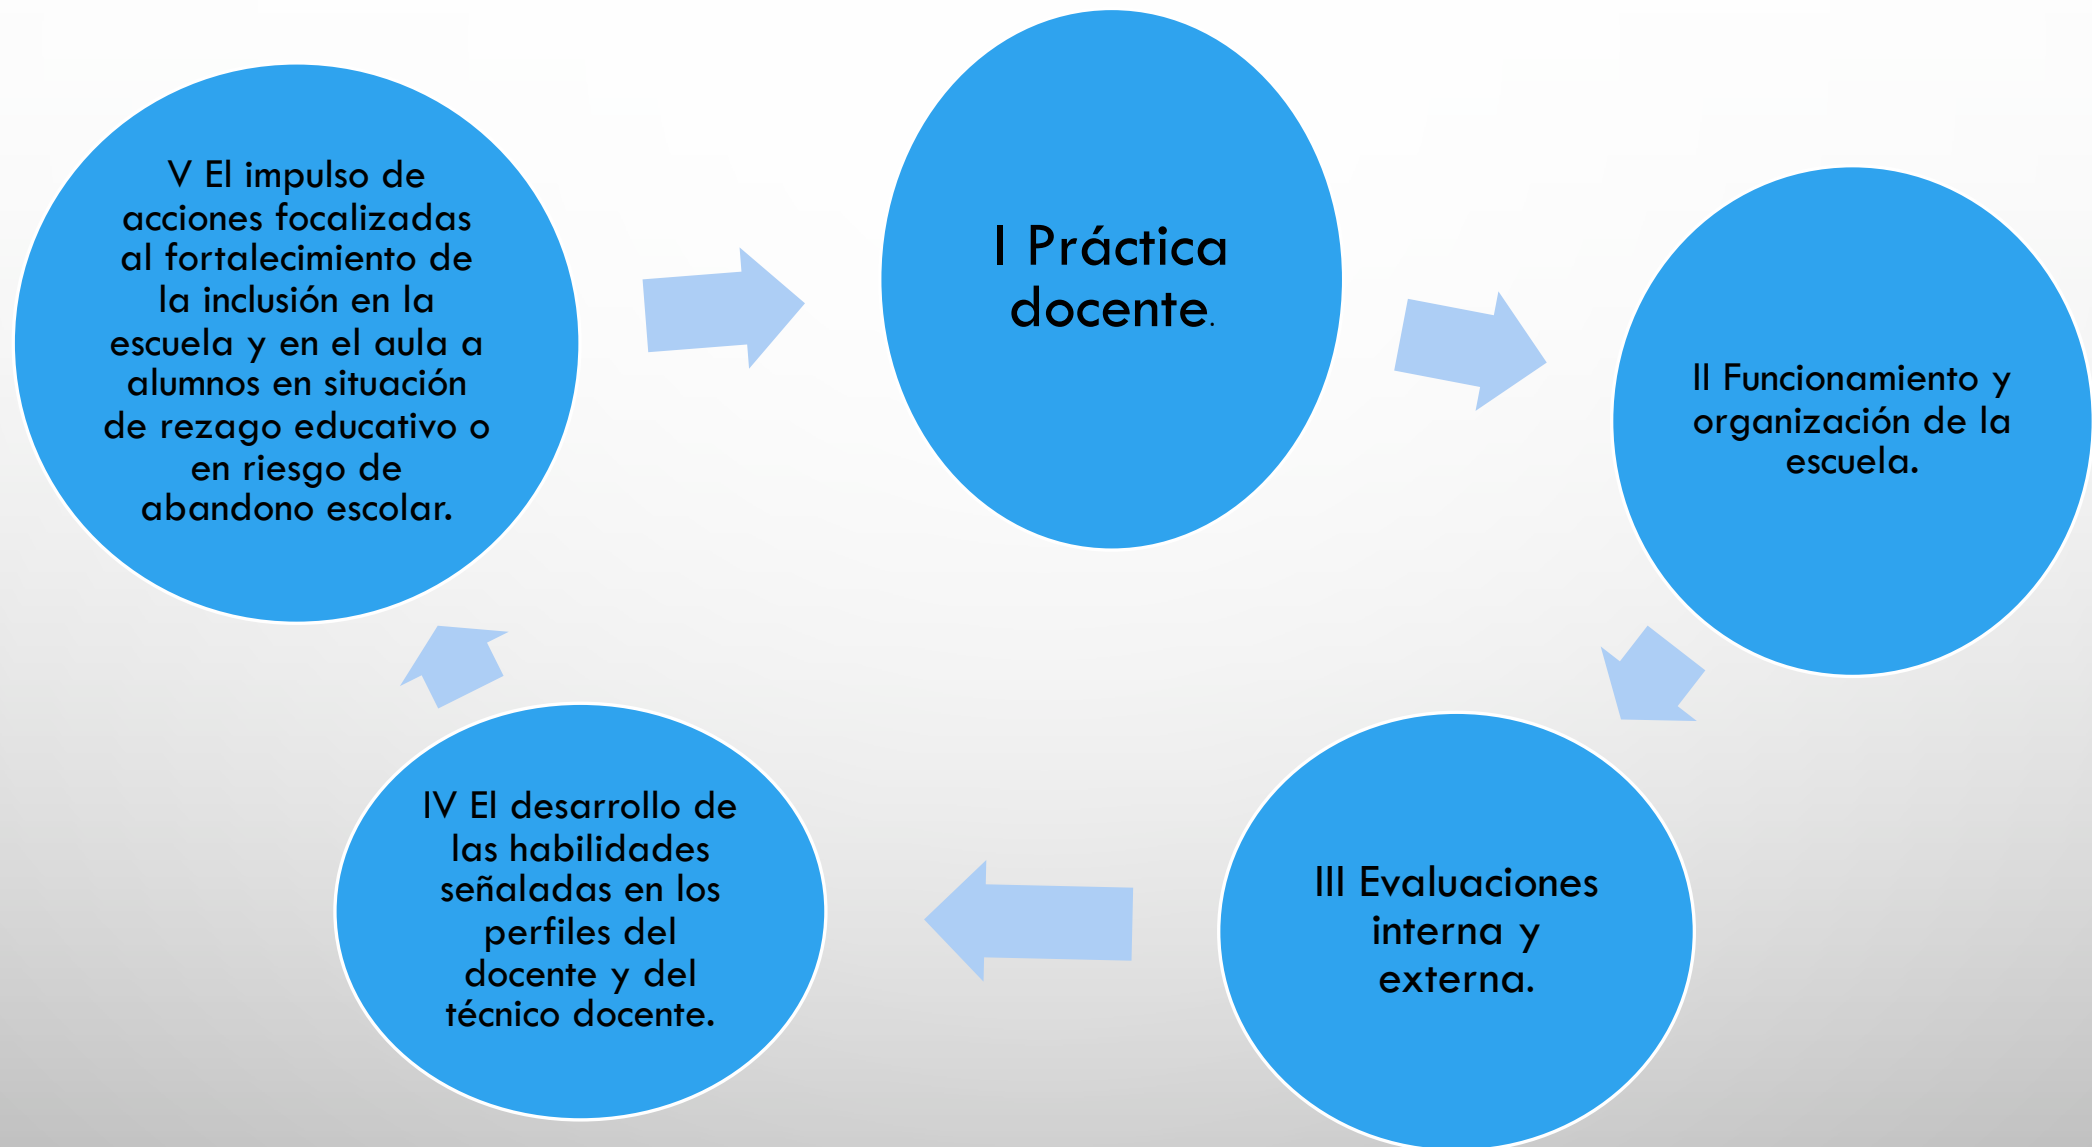 I Práctica
docente.
II Funcionamiento y
organización de la
escuela.
III Evaluaciones
interna y
externa.
IV El desarrollo de
las habilidades
señaladas en los
perfiles del
docente y del
técnico docente.
V El impulso de
acciones focalizadas
al fortalecimiento de
la inclusión en la
escuela y en el aula a
alumnos en situación
de rezago educativo o
en riesgo de
abandono escolar.